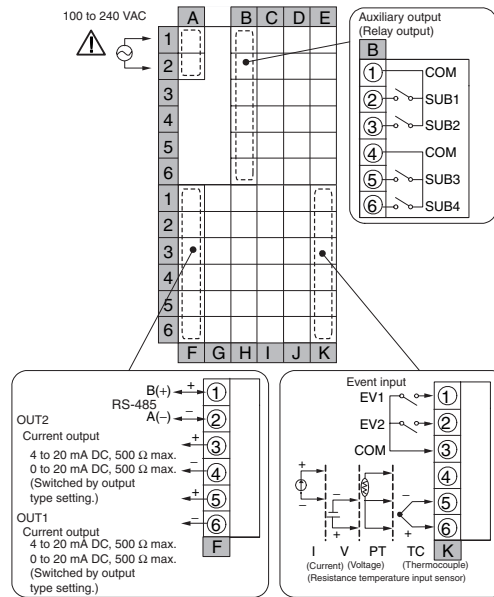 100 to 240 VAC
A B C D E
1
2
3
4
5
6
1
2
3
4
5
6
F G H I J K
Auxiliary output
(Relay output)
B
1 COM
2 SUB1
3 SUB2
4 COM
5 SUB3
6 SUB4
B(+) + 1
RS-485
A(−) − 2
OUT2
Current output
+ 3
4 to 20 mA DC, 500 Ω max.
− 4
0 to 20 mA DC, 500 Ω max.
(Switched by output
type setting.)
+ 5
OUT1
− 6
Current output
F
4 to 20 mA DC, 500 Ω max.
0 to 20 mA DC, 500 Ω max.
(Switched by output
type setting.)
Event input
EV1 1
EV2 2
COM 3
4
+ − − 5
− + + 6
I V PT TC K
(Current) (Voltage) (Thermocouple)
(Resistance temperature input sensor)